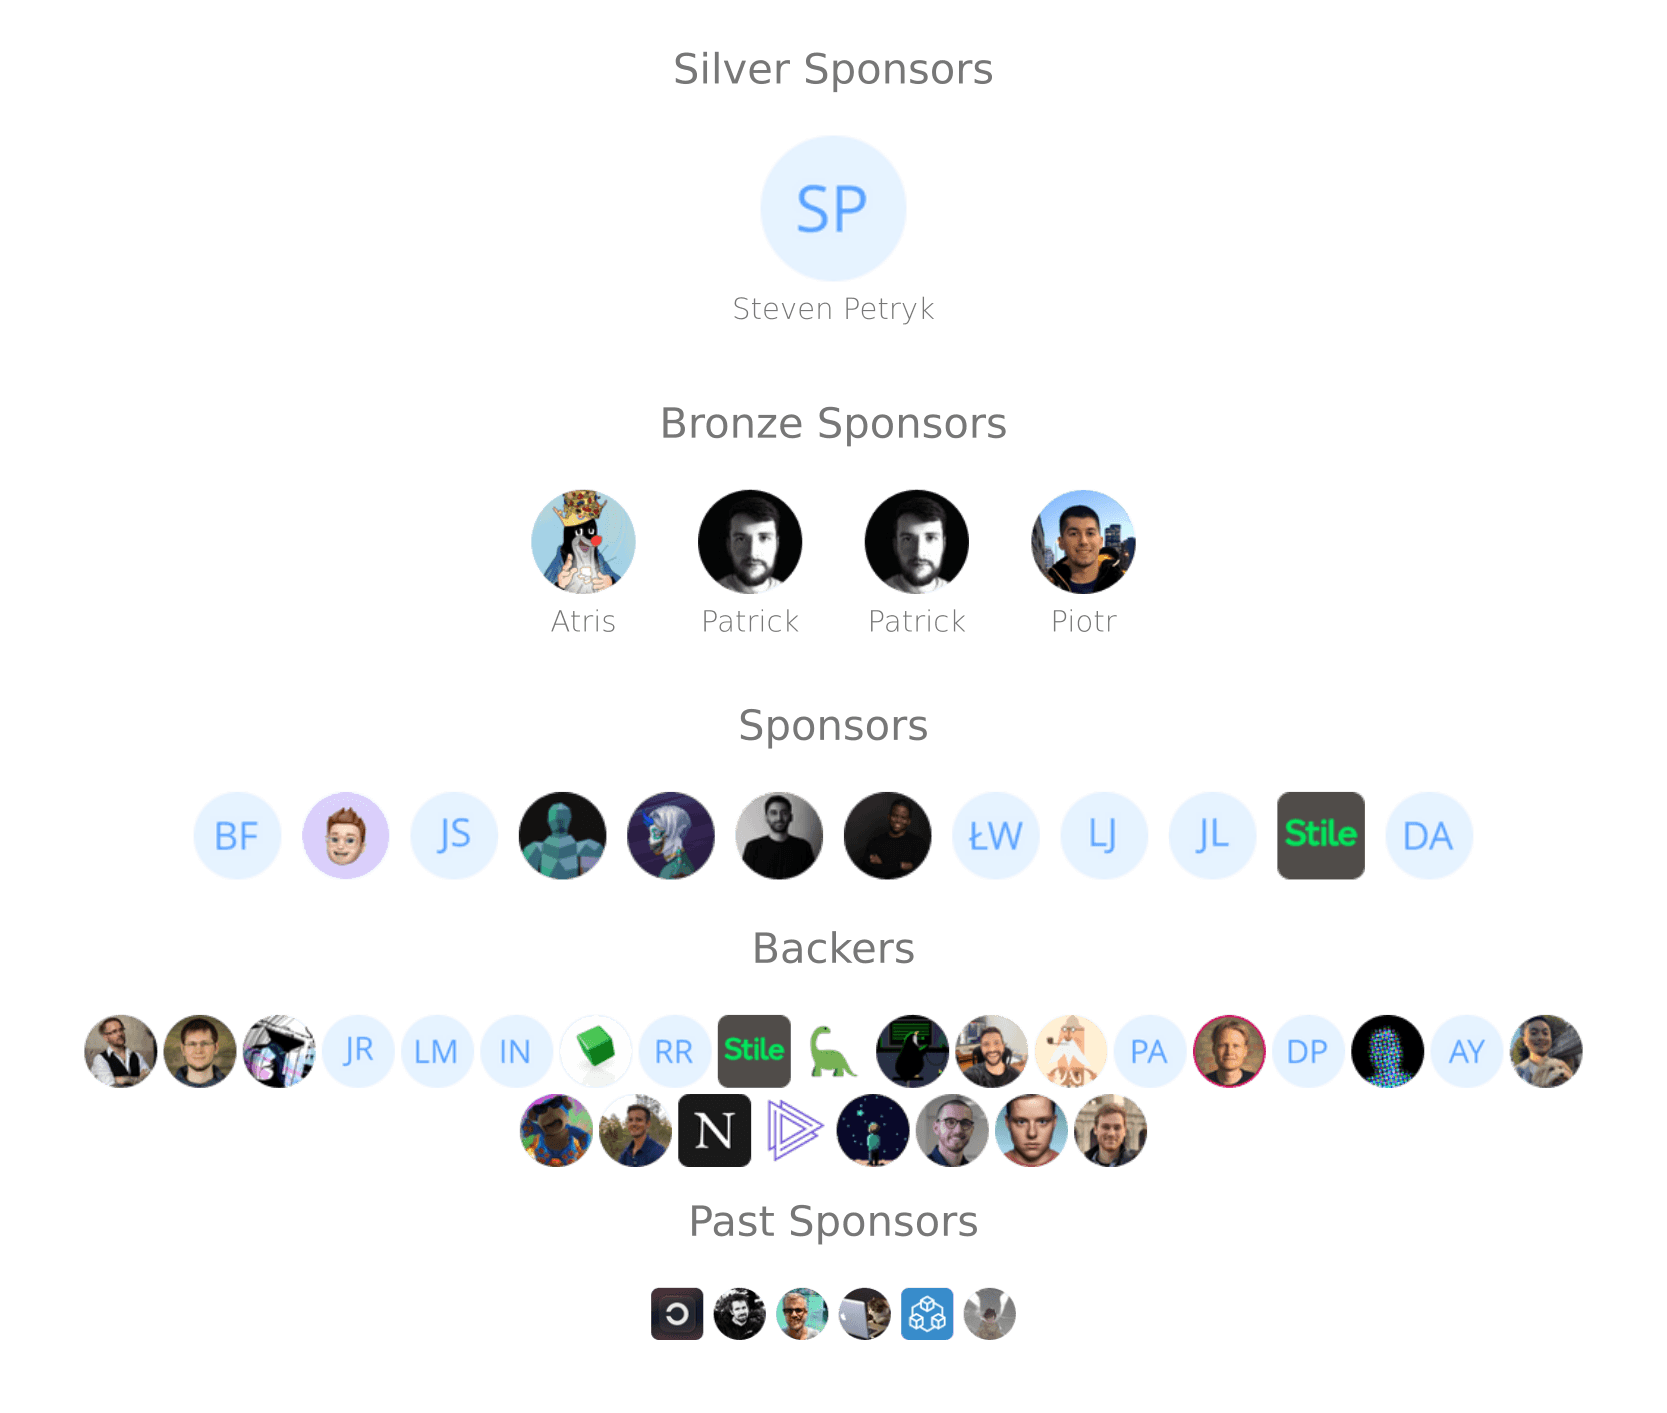 Silver Sponsors
SP
Steven Petryk
Bronze Sponsors
Atris Patrick Patrick Piotr
Sponsors
BF JS ŁW LJ JL Stile DA
Backers
JR LM IN RR Stile PA DP AY
N
Past Sponsors